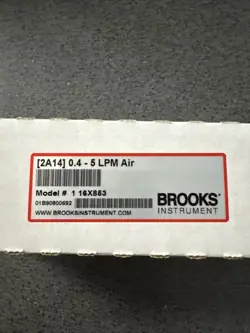 [2A14] 0.4 - 5 LPM Air
Model # 1 16X853
01B90800692
WWW.BROOKSINSTRUMENT.COM
BROOKS®
INSTRUMENT